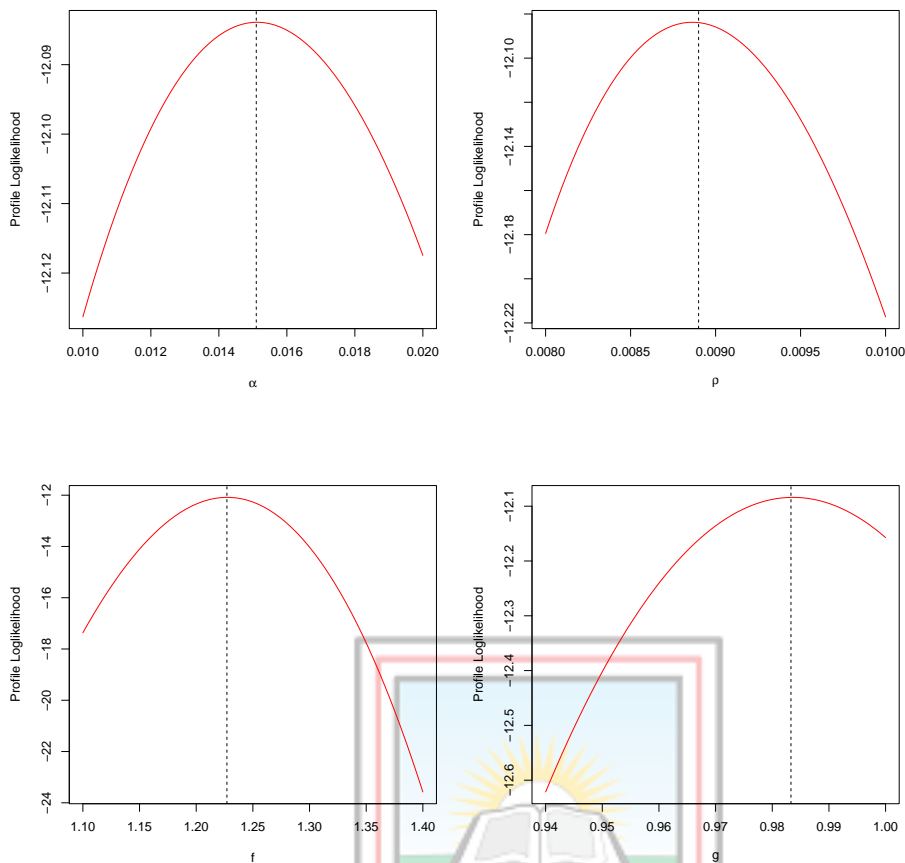 Profile Loglikelihood
−12.09
−12.10
−12.11
−12.12
0.010 0.012 0.014 0.016 0.018 0.020
α
Profile Loglikelihood
−12.10
−12.14
−12.18
−12.22
0.0080 0.0085 0.0090 0.0095 0.0100
ρ
Profile Loglikelihood
−12
−14
−16
−18
−20
−22
−24
1.10 1.15 1.20 1.25 1.30 1.35 1.40
f
Profile Loglikelihood
−12.1
−12.2
−12.3
−12.4
−12.5
−12.6
0.94 0.95 0.96 0.97 0.98 0.99 1.00
g